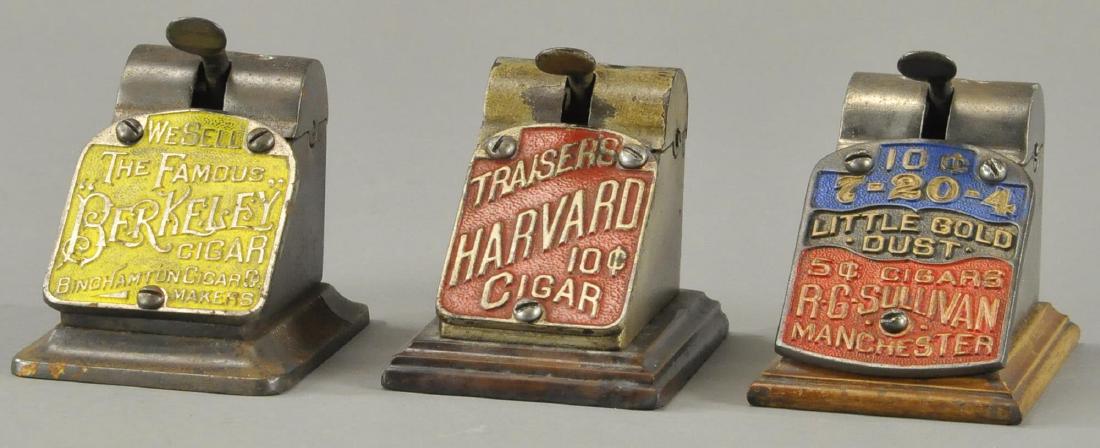 WE SELL
THE FAMOUS
"BERKELEY"
CIGAR
BINGHAMTON CIGAR CO.
MAKERS
TRAISER'S
HARVARD
10¢
CIGAR
10¢
7-20-4
LITTLE GOLD
·DUST·
5¢ CIGARS
R·G·SULLIVAN
MANCHESTER